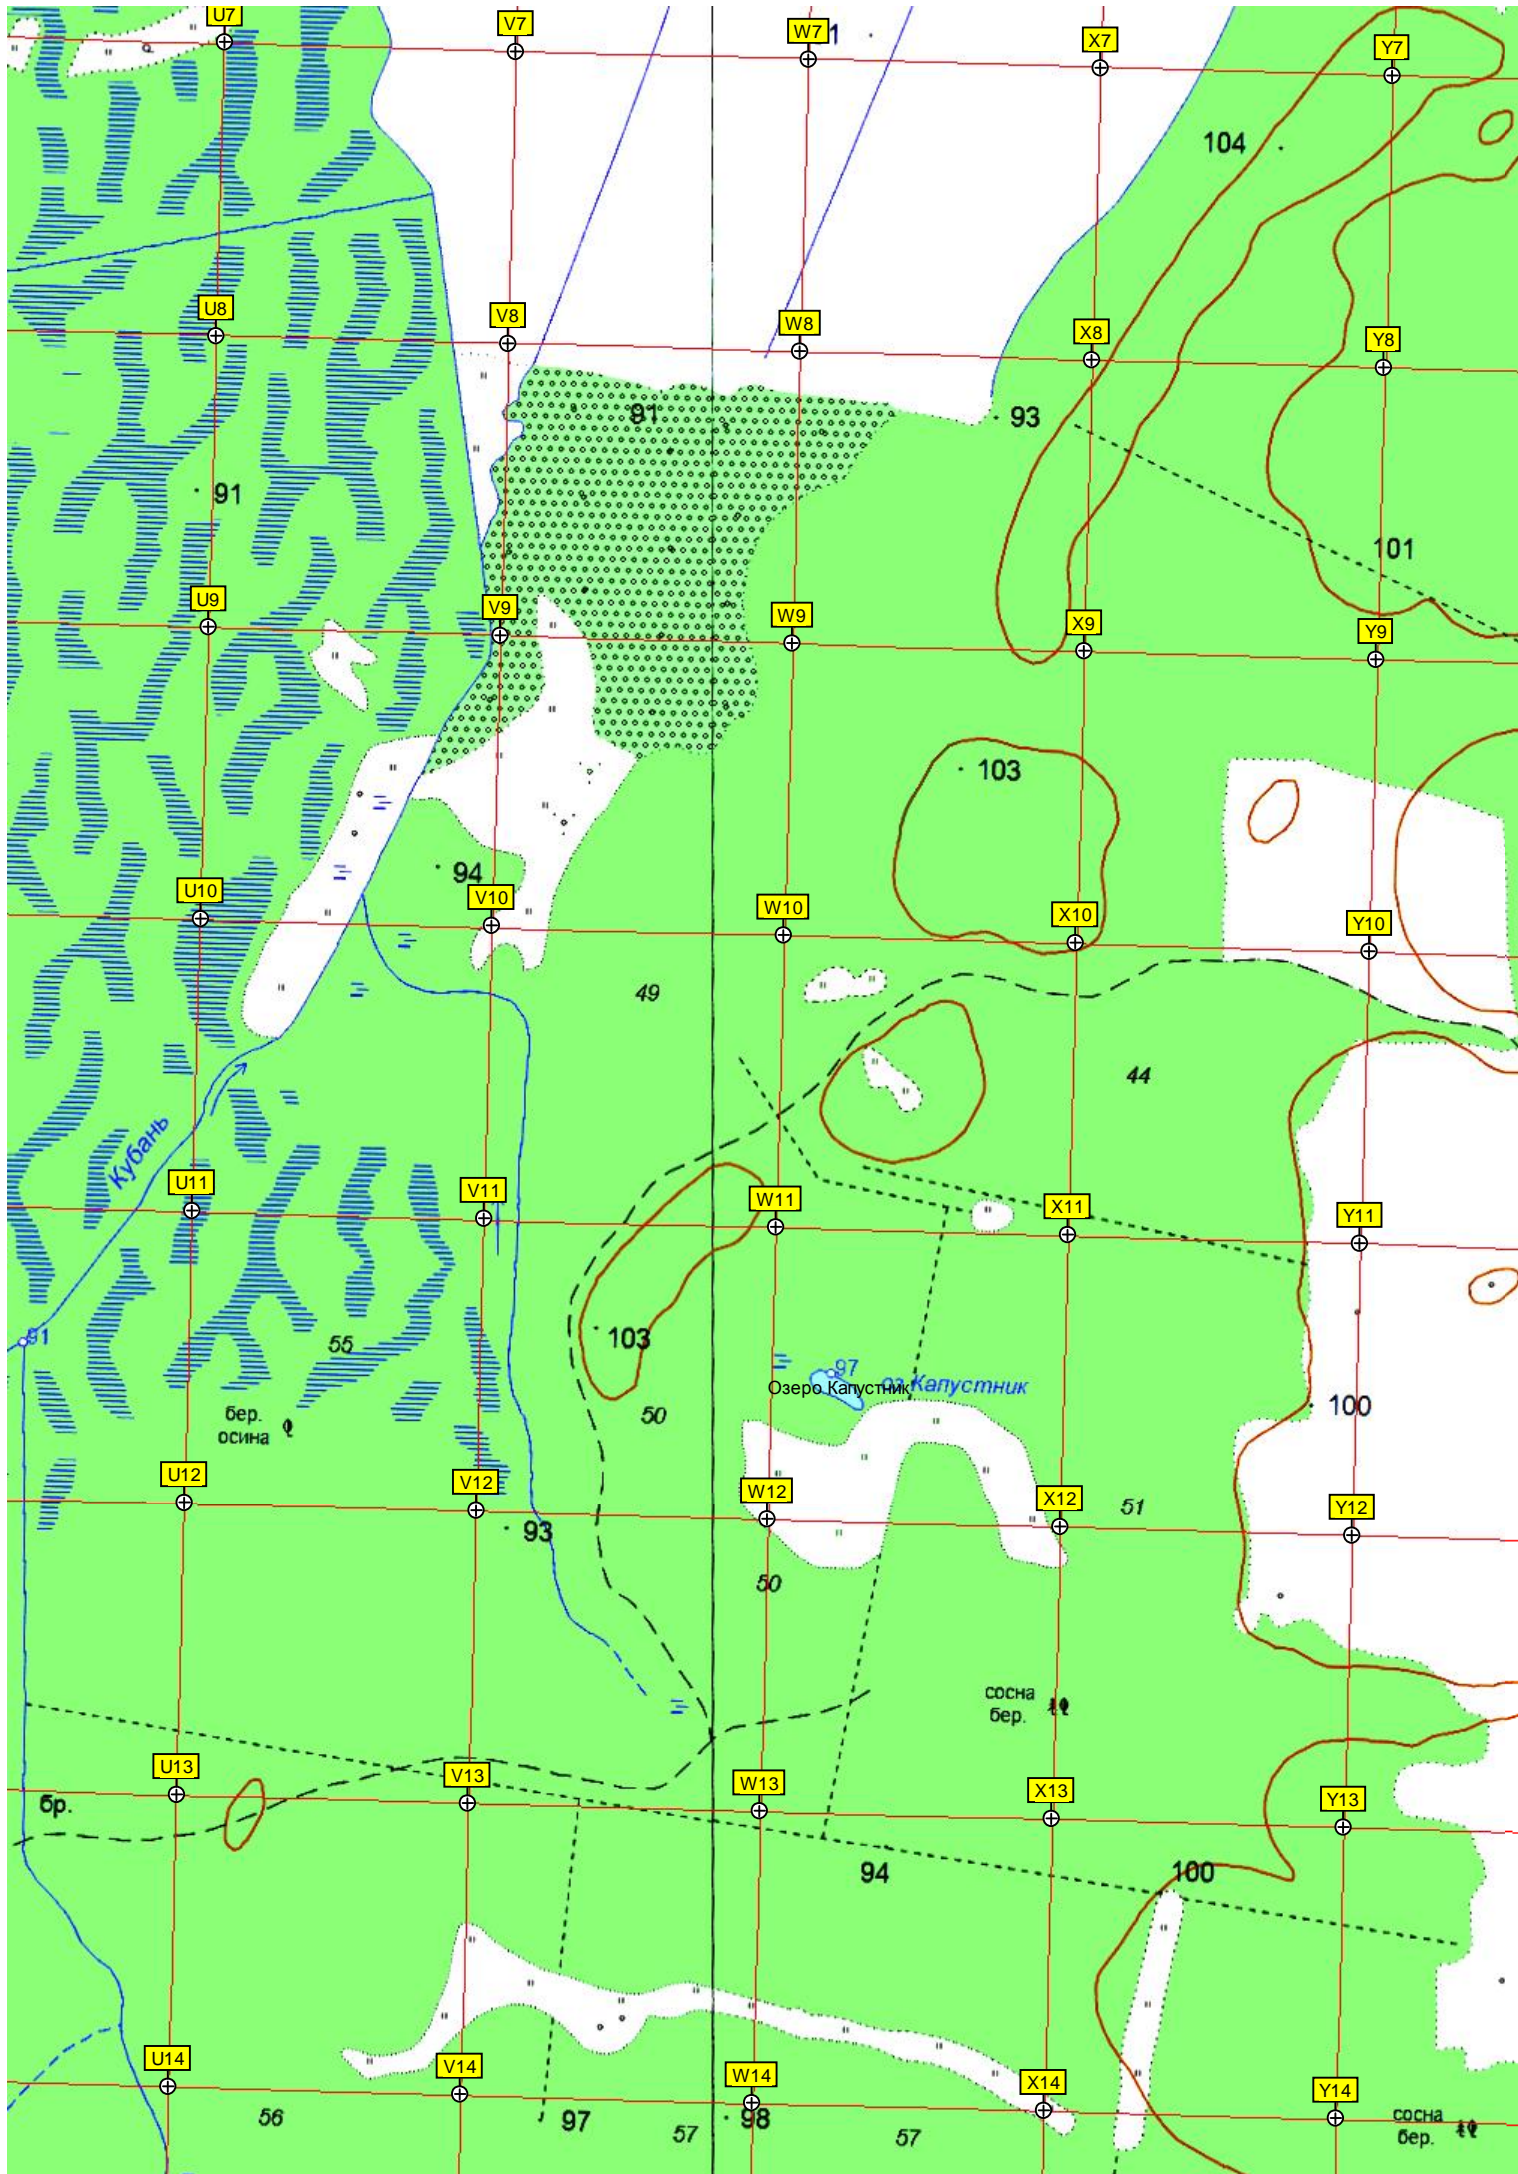 U7
V7
W7
1
X7
Y7
104
U8
V8
W8
X8
Y8
91
93
91
101
U9
V9
W9
X9
Y9
103
94
U10
V10
W10
X10
Y10
49
44
Кубань
U11
V11
W11
X11
Y11
91
55
103
97
Озеро Капустник
оз.Капустник
50
100
бер.
осина
U12
V12
W12
X12
Y12
51
93
50
сосна
бер.
U13
V13
W13
X13
Y13
бр.
94
100
U14
V14
W14
X14
Y14
56
97
57
98
57
сосна
бер.